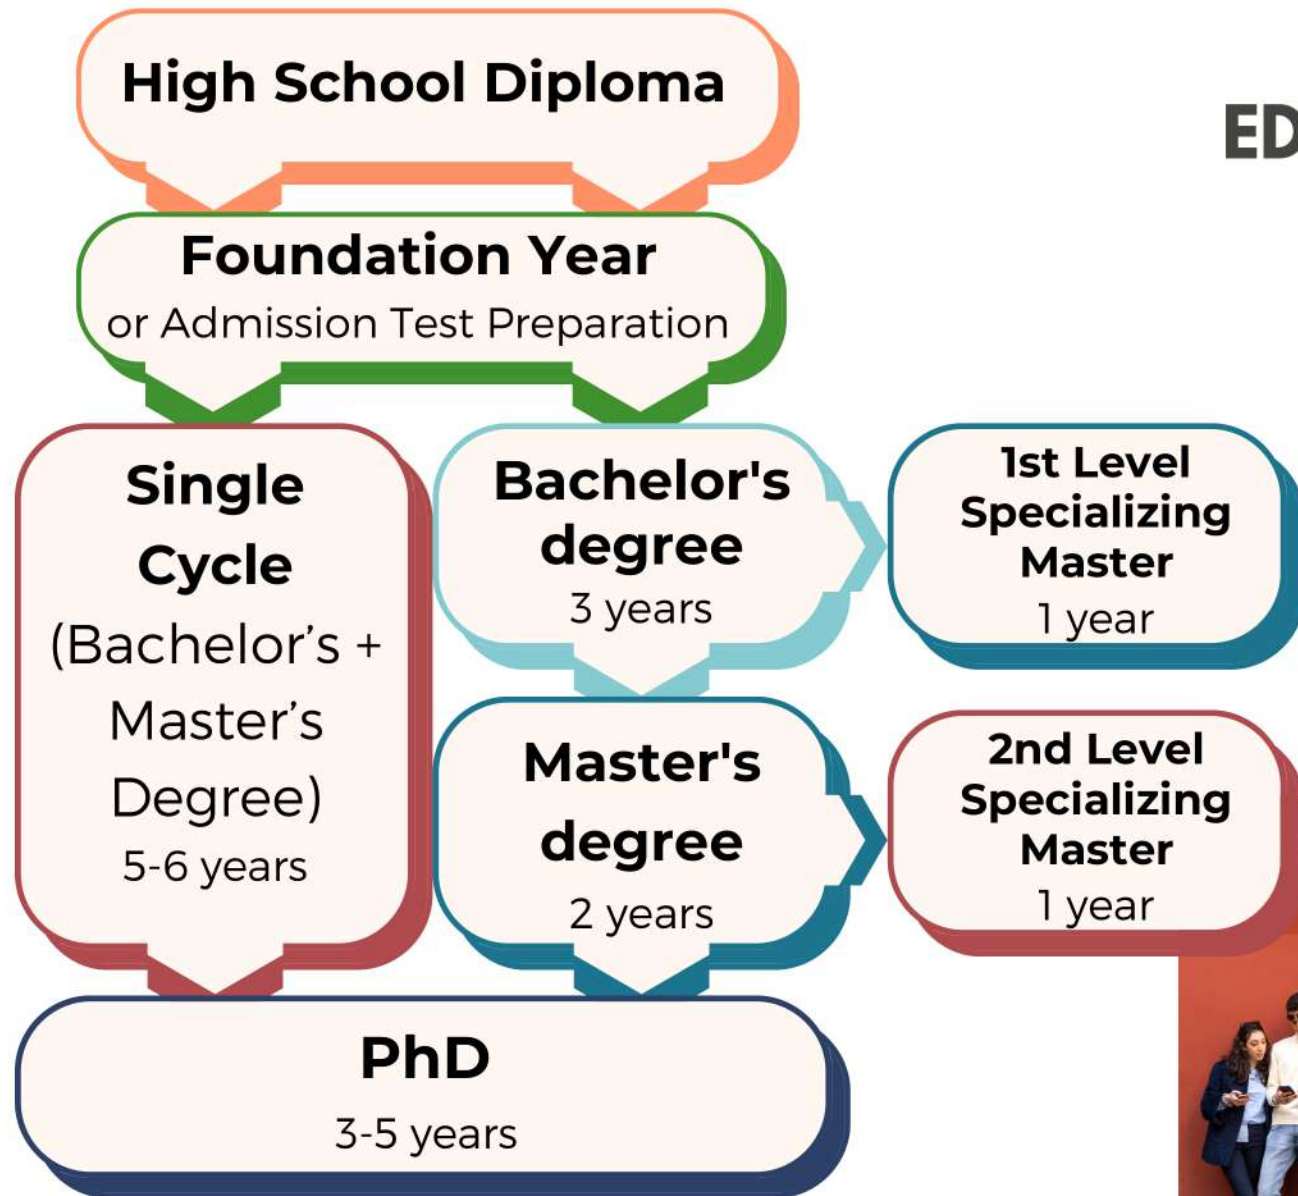 High School Diploma
ED
Foundation Year
or Admission Test Preparation
Single
Cycle
(Bachelor’s +
Master’s
Degree)
5-6 years
Bachelor's
degree
3 years
1st Level
Specializing
Master
1 year
Master's
degree
2 years
2nd Level
Specializing
Master
1 year
PhD
3-5 years